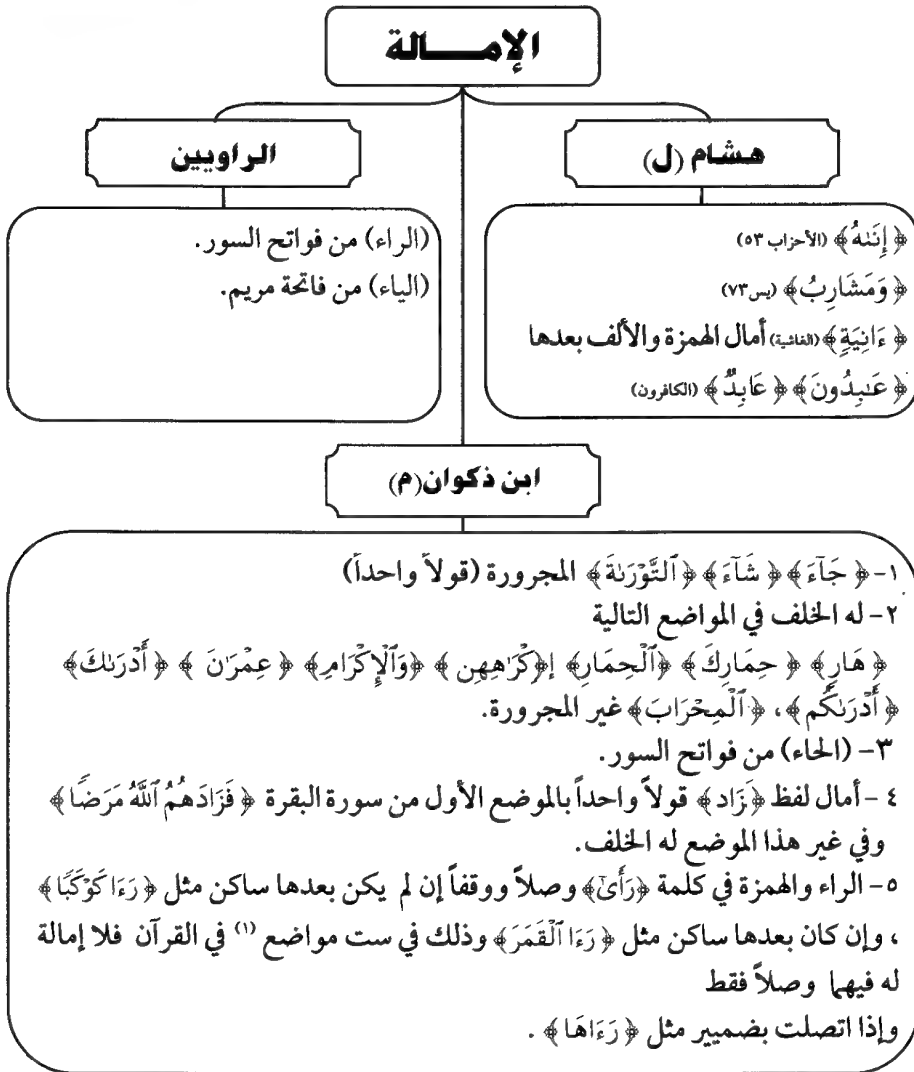 الإمـــالة
هشام (ل)
﴿إِنَىٰهُ﴾ (الأحزاب ٥٣)
﴿وَمَشَارِبُ﴾ (يس٧٣)
﴿ءَانِيَةٍ﴾ (الغاشية) أمال الهمزة والألف بعدها
﴿عَٰبِدُونَ﴾ ﴿عَابِدٌ﴾ (الكافرون)
الراويين
(الراء) من فواتح السور.
(الياء) من فاتحة مريم.
ابن ذكوان(م)
١-﴿جَآءَ﴾ ﴿شَآءَ﴾ ﴿ٱلتَّوْرَىٰةَ﴾ المجرورة (قولاً واحداً)
٢- له الخلف في المواضع التالية
﴿هَارٍ﴾ ﴿حِمَارِكَ﴾ ﴿ٱلْحِمَارِ﴾ إ﴿كْرَٰهِهِن﴾ ﴿وَٱلْإِكْرَامِ﴾ ﴿عِمْرَٰنَ﴾ ﴿أَدْرَىٰكَ﴾
﴿أَدْرَىٰكُم﴾، ﴿ٱلْمِحْرَابَ﴾ غير المجرورة.
٣- (الحاء) من فواتح السور.
٤ - أمال لفظ ﴿زَاد﴾ قولاً واحداً بالموضع الأول من سورة البقرة ﴿فَزَادَهُمُ ٱللَّهُ مَرَضًا﴾
وفي غير هذا الموضع له الخلف.
٥- الراء والهمزة في كلمة ﴿رَأَىٰ﴾ وصلاً ووقفاً إن لم يكن بعدها ساكن مثل ﴿رَءَا كَوْكَبًا﴾
، وإن كان بعدها ساكن مثل ﴿رَءَا ٱلْقَمَرَ﴾ وذلك في ست مواضع (١) في القرآن فلا إمالة
له فيهما وصلاً فقط
وإذا اتصلت بضميير مثل ﴿رَءَاهَا﴾ .